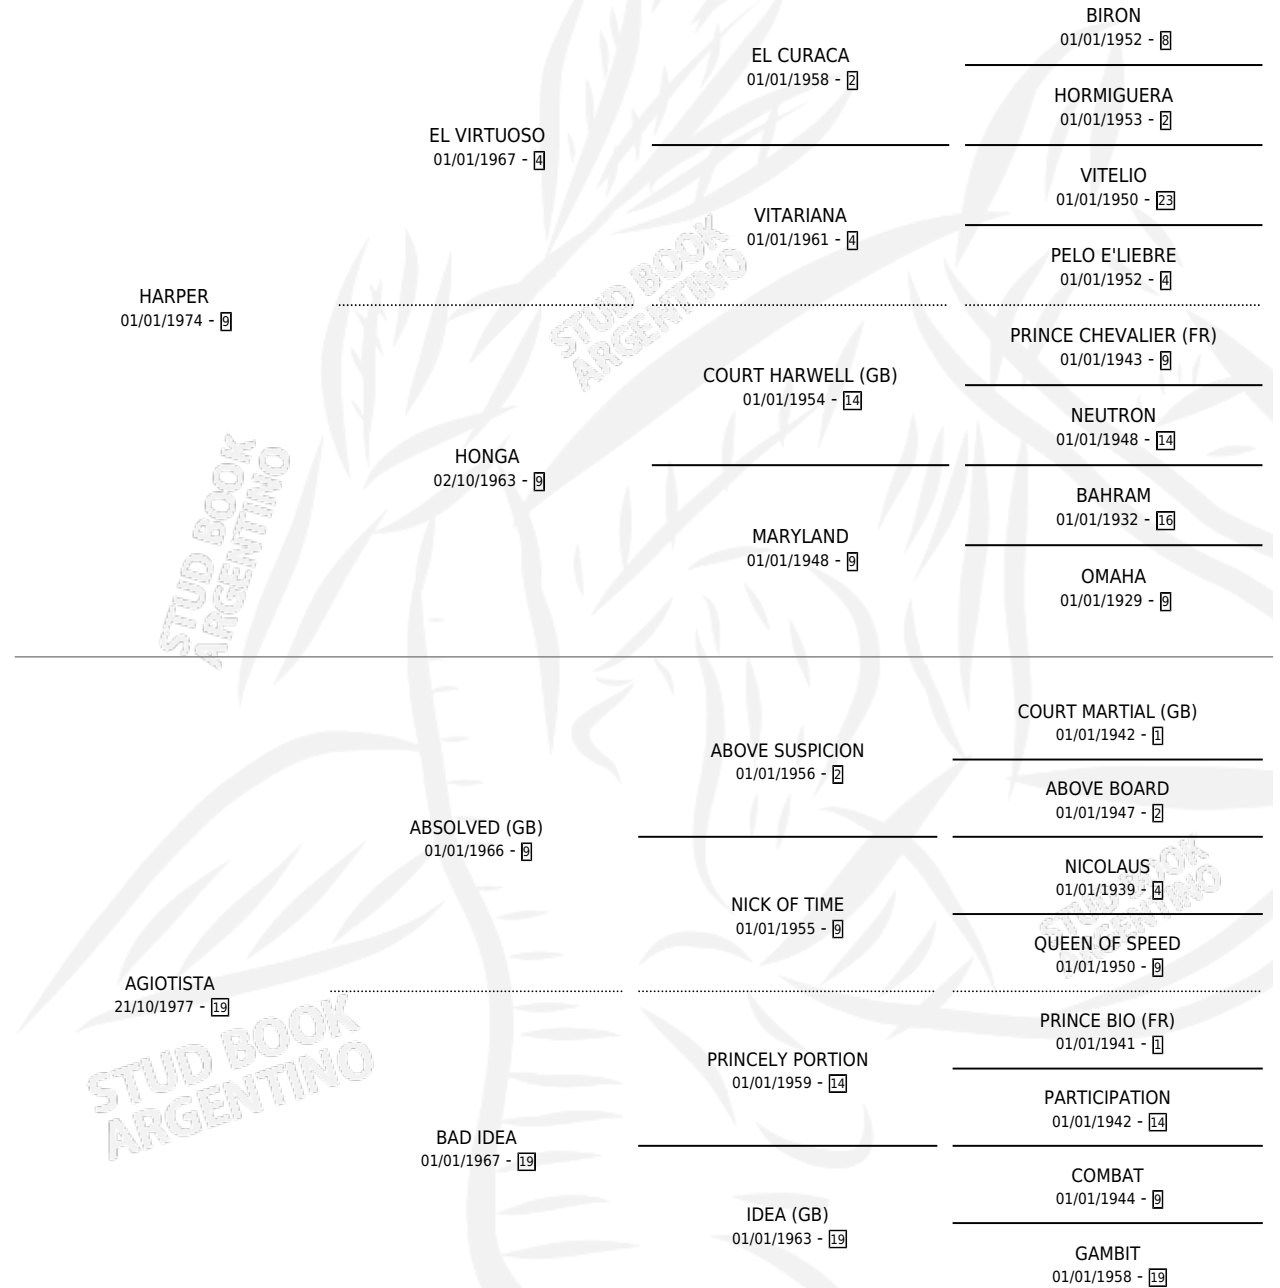 BIRON
01/01/1952 - 8
EL CURACA
01/01/1958 - 2
HORMIGUERA
01/01/1953 - 2
EL VIRTUOSO
01/01/1967 - 4
VITELIO
01/01/1950 - 23
VITARIANA
01/01/1961 - 4
PELO E'LIEBRE
01/01/1952 - 4
HARPER
01/01/1974 - 9
PRINCE CHEVALIER (FR)
01/01/1943 - 9
COURT HARWELL (GB)
01/01/1954 - 14
NEUTRON
01/01/1948 - 14
HONGA
02/10/1963 - 9
BAHRAM
01/01/1932 - 16
MARYLAND
01/01/1948 - 9
OMAHA
01/01/1929 - 9
STUD BOOK
ARGENTINO
STUD BOOK
ARGENTINO
COURT MARTIAL (GB)
01/01/1942 - 1
ABOVE SUSPICION
01/01/1956 - 2
ABOVE BOARD
01/01/1947 - 2
ABSOLVED (GB)
01/01/1966 - 9
NICOLAUS
01/01/1939 - 4
NICK OF TIME
01/01/1955 - 9
QUEEN OF SPEED
01/01/1950 - 9
STUD BOOK
ARGENTINO
AGIOTISTA
21/10/1977 - 19
PRINCE BIO (FR)
01/01/1941 - 1
PRINCELY PORTION
01/01/1959 - 14
PARTICIPATION
01/01/1942 - 14
BAD IDEA
01/01/1967 - 19
COMBAT
01/01/1944 - 9
IDEA (GB)
01/01/1963 - 19
GAMBIT
01/01/1958 - 19
STUD BOOK
ARGENTINO